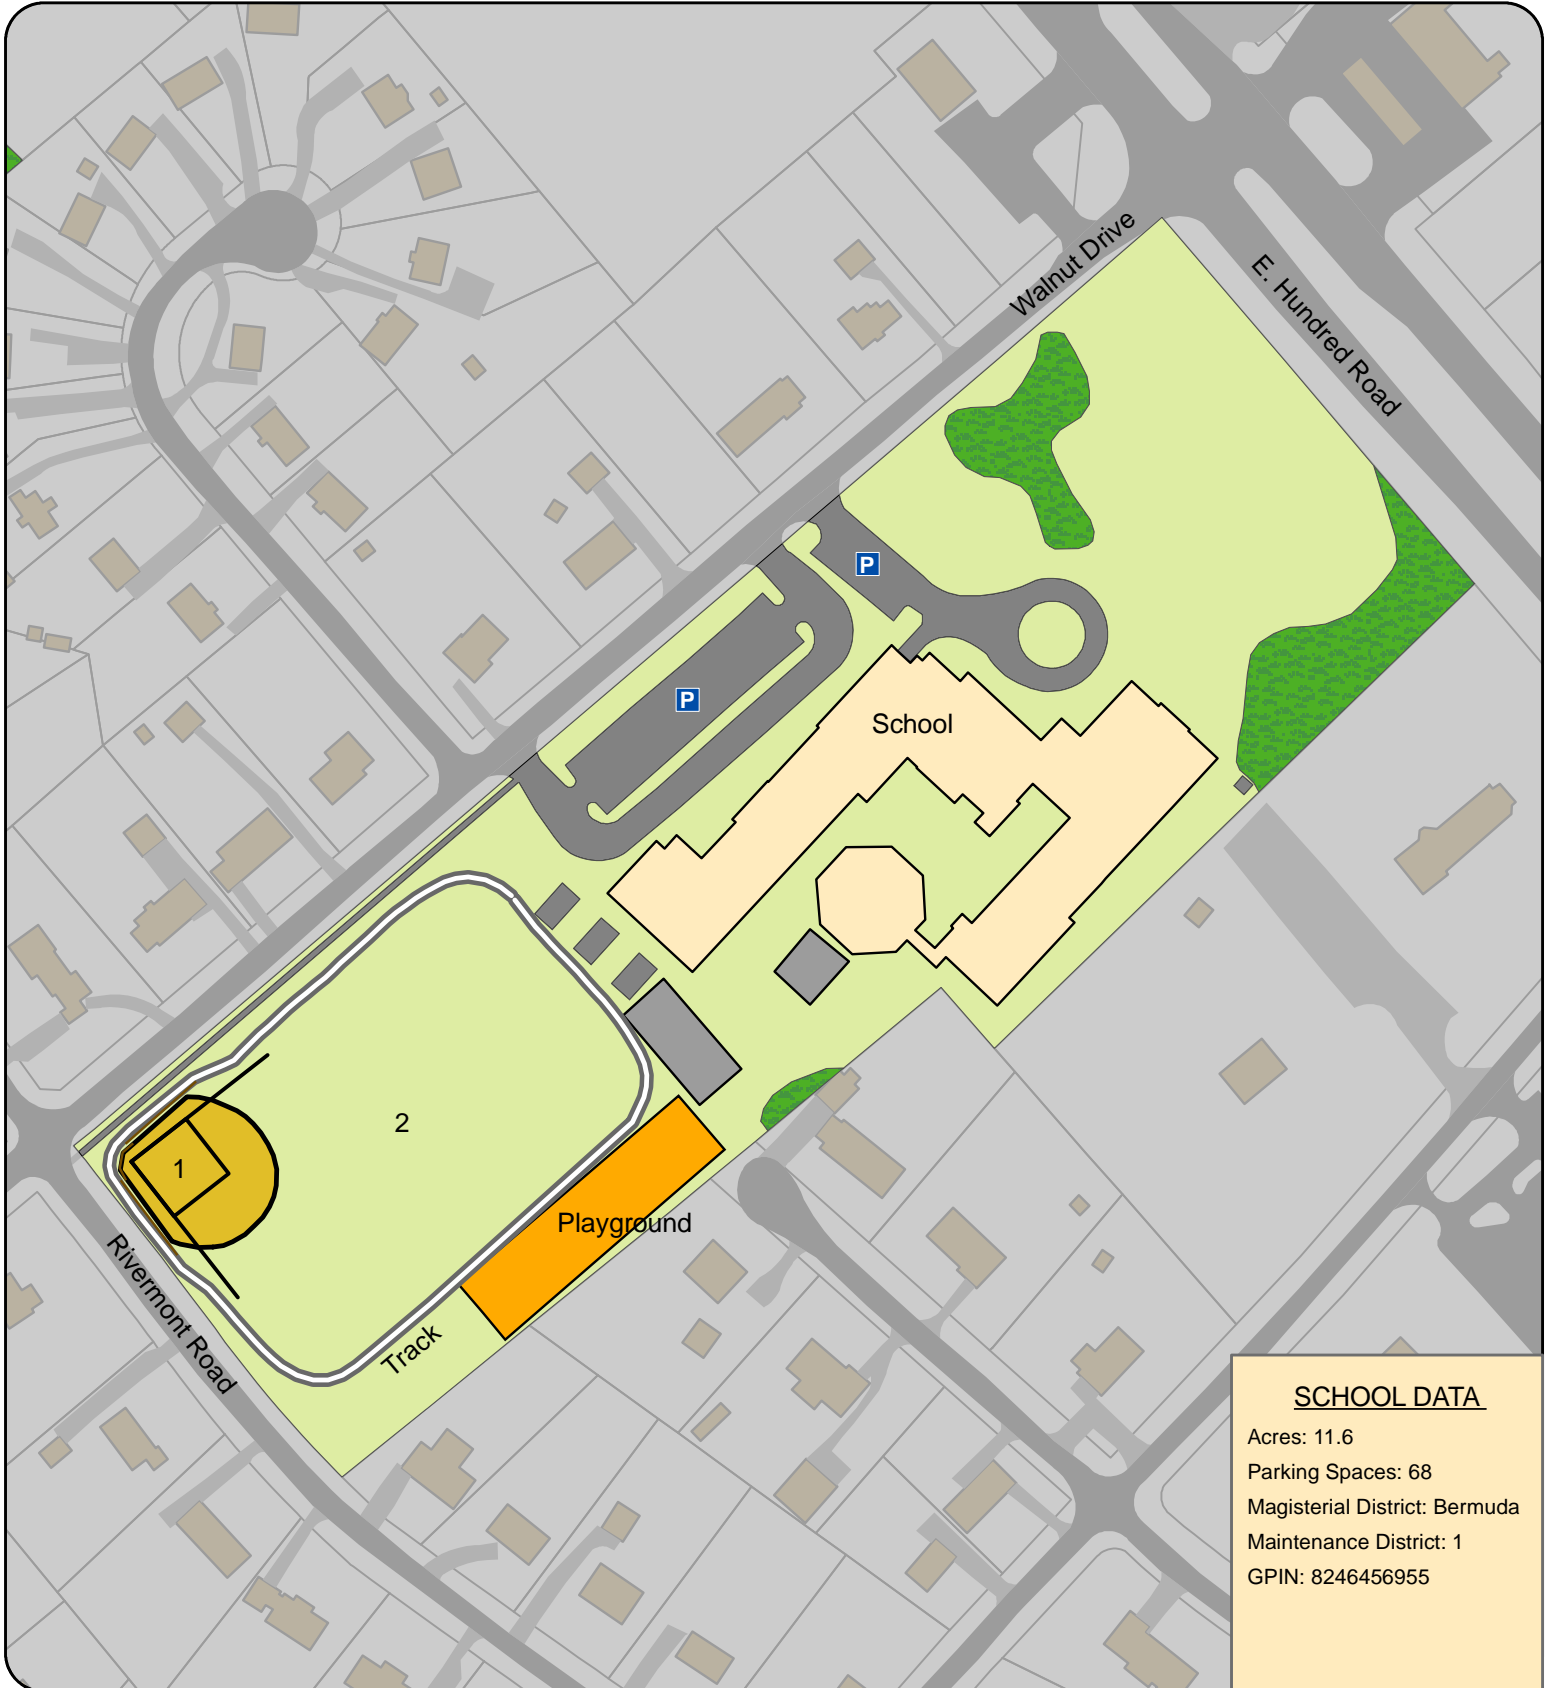 Walnut Drive
E. Hundred Road
P
P
School
2
1
Playground
Rivermont Road
Track
SCHOOL DATA
Acres: 11.6
Parking Spaces: 68
Magisterial District: Bermuda
Maintenance District: 1
GPIN: 8246456955